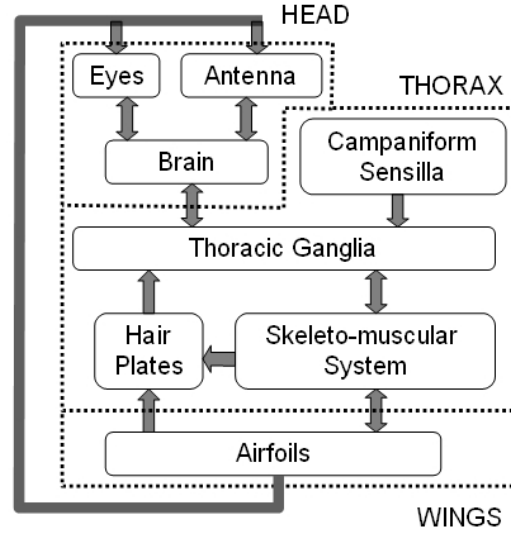 HEAD
Eyes
Antenna
THORAX
Campaniform
Sensilla
Brain
Thoracic Ganglia
Hair
Plates
Skeleto-muscular
System
Airfoils
WINGS